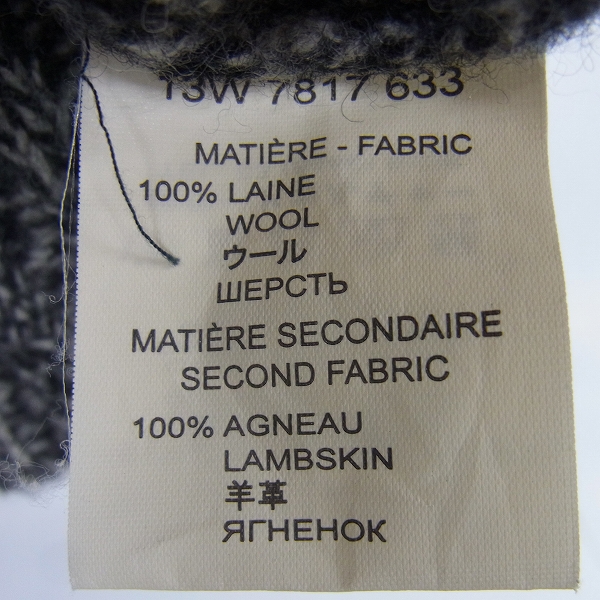 13W 7817 633
MATIÈRE - FABRIC
100% LAINE
WOOL
ウール
ШЕРСТЬ
MATIÈRE SECONDAIRE
SECOND FABRIC
100% AGNEAU
LAMBSKIN
羊革
ЯГНЕНОК